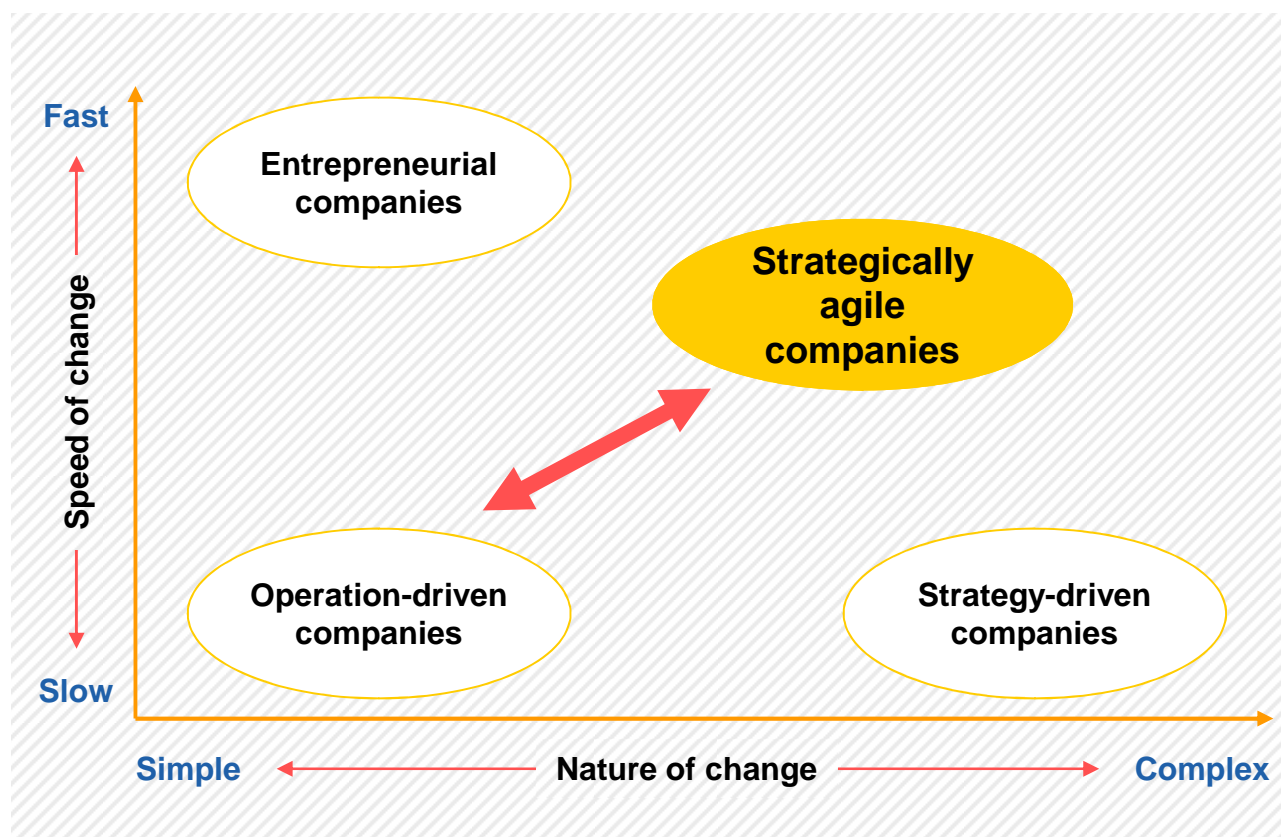 Fast
Entrepreneurial
companies
Strategically
agile
companies
Speed of change
Operation-driven
companies
Strategy-driven
companies
Slow
Simple
Nature of change
Complex